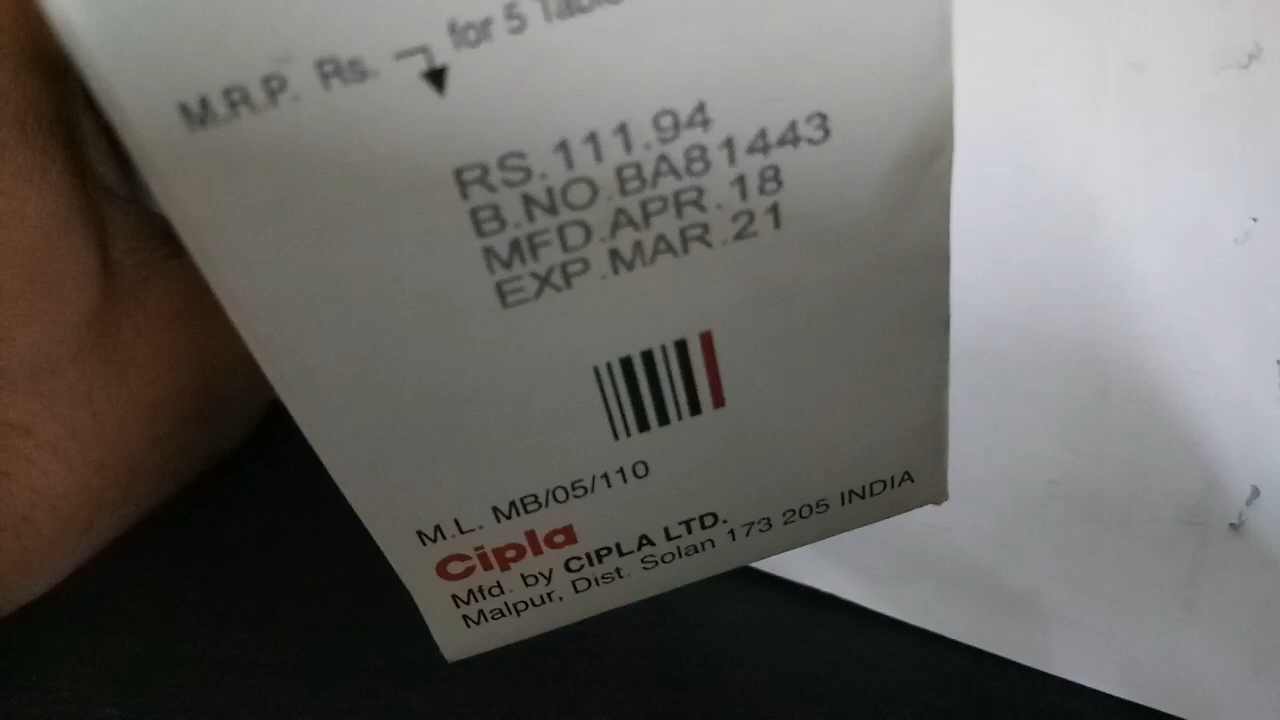 M.R.P. Rs. for 5 Table
RS.111.94
B.NO.BA81443
MFD.APR.18
EXP.MAR.21
M.L. MB/05/110
Cipla
Mfd. by CIPLA LTD.
Malpur, Dist. Solan 173 205 INDIA